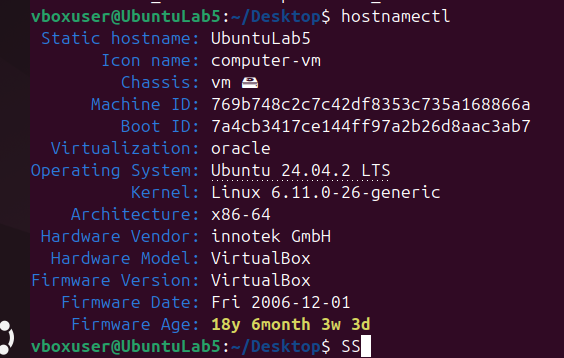 vboxuser@UbuntuLab5:~/Desktop$ hostnamectl
Static hostname: UbuntuLab5
Icon name: computer-vm
Chassis: vm 🖴
Machine ID: 769b748c2c7c42df8353c735a168866a
Boot ID: 7a4cb3417ce144ff97a2b26d8aac3ab7
Virtualization: oracle
Operating System: Ubuntu 24.04.2 LTS
Kernel: Linux 6.11.0-26-generic
Architecture: x86-64
Hardware Vendor: innotek GmbH
Hardware Model: VirtualBox
Firmware Version: VirtualBox
Firmware Date: Fri 2006-12-01
Firmware Age: 18y 6month 3w 3d
vboxuser@UbuntuLab5:~/Desktop$ SS